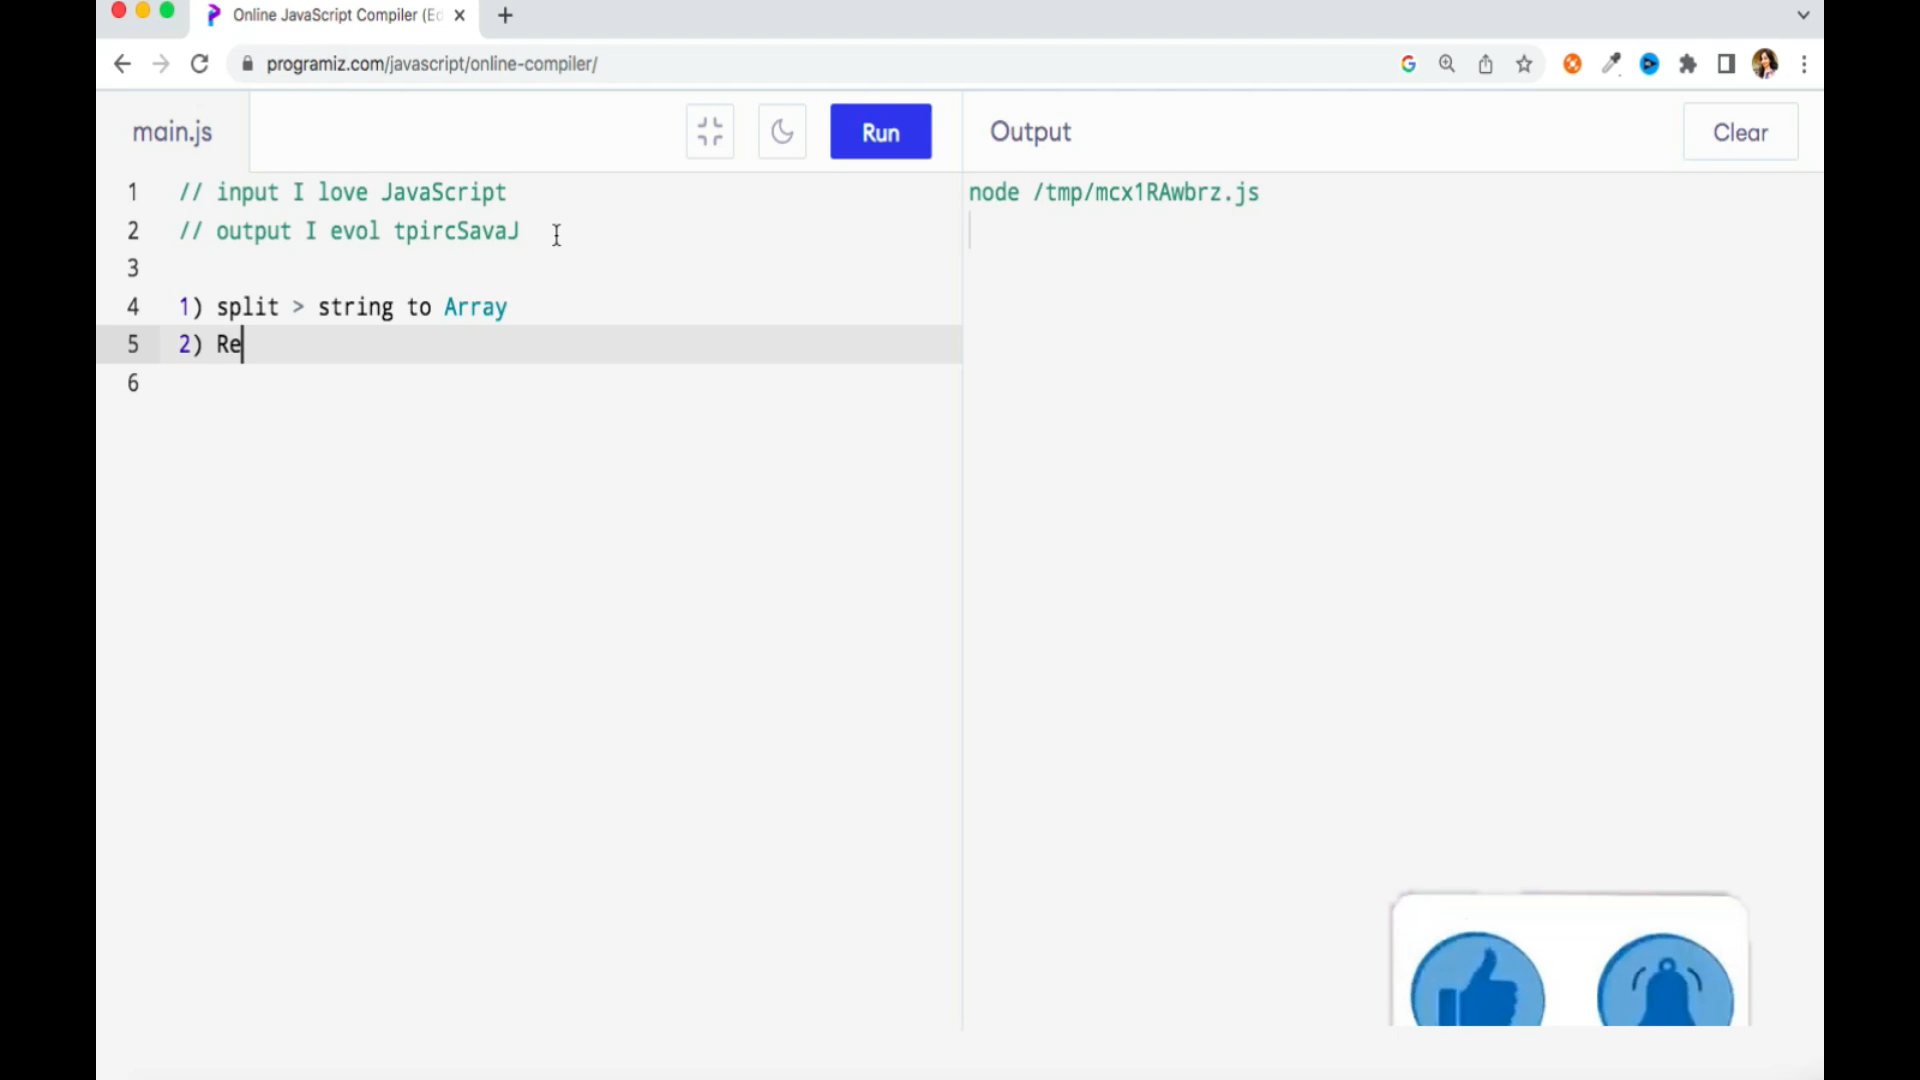 Online JavaScript Compiler (Ed
programiz.com/javascript/online-compiler/
main.js
Run
Output
Clear
1 // input I love JavaScript
2 // output I evol tpircSavaJ
3
4 1) split > string to Array
5 2) Re
6
node /tmp/mcx1RAwbrz.js